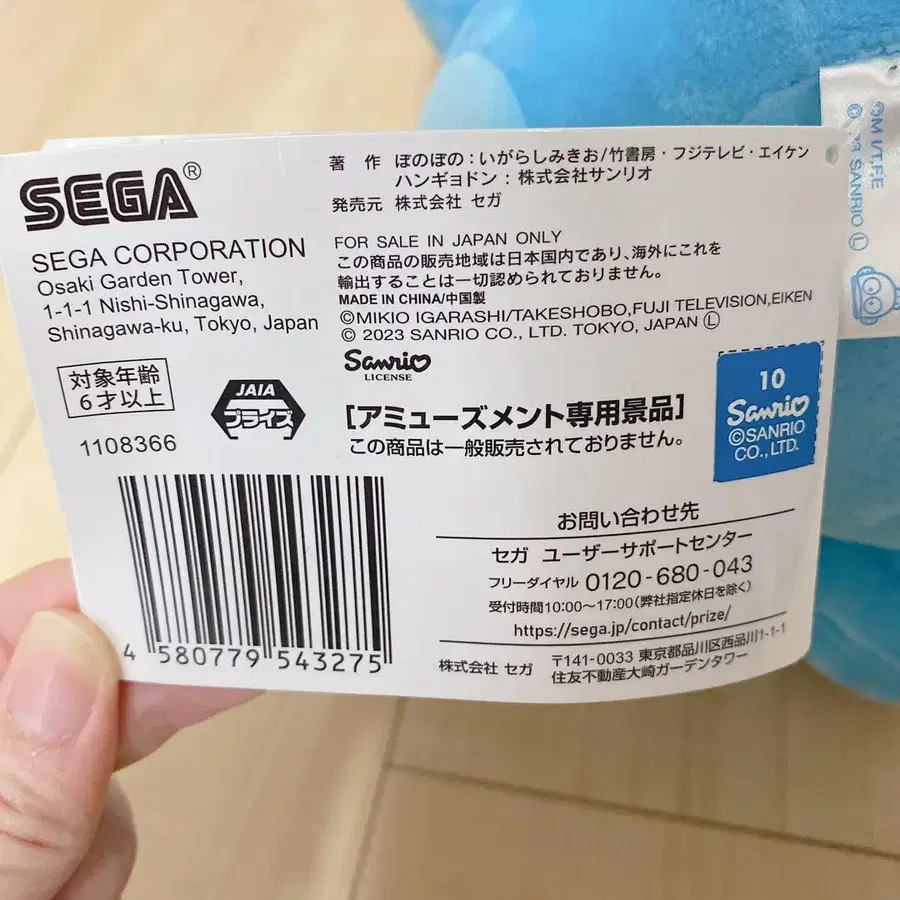 SEGA®
SEGA CORPORATION
Osaki Garden Tower,
1-1-1 Nishi-Shinagawa,
Shinagawa-ku, Tokyo, Japan
対象年齢
6才以上
JAIA
プライズ
1108366
著 作 ぼのぼの:いがらしみきお/竹書房・フジテレビ・エイケン
ハンギョドン:株式会社サンリオ
発売元 株式会社 セガ
FOR SALE IN JAPAN ONLY
この商品の販売地域は日本国内であり、海外にこれを
輸出することは一切認められておりません。
MADE IN CHINA/中国製
©MIKIO IGARASHI/TAKESHOBO,FUJI TELEVISION,EIKEN
© 2023 SANRIO CO., LTD. TOKYO, JAPAN Ⓛ
Sanrio
LICENSE
[アミューズメント専用景品]
この商品は一般販売されておりません。
10
Sanrio
©SANRIO
CO.,LTD.
4 580779 543275
お問い合わせ先
セガ ユーザーサポートセンター
フリーダイヤル 0120-680-043
受付時間10:00~17:00(弊社指定休日を除く)
https://sega.jp/contact/prize/
株式会社 セガ 〒141-0033 東京都品川区西品川1-1-1
住友不動産大崎ガーデンタワー
©M I/T.F.E
SANRIO Ⓛ